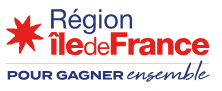 Région
îledeFrance
POUR GAGNER ensemble